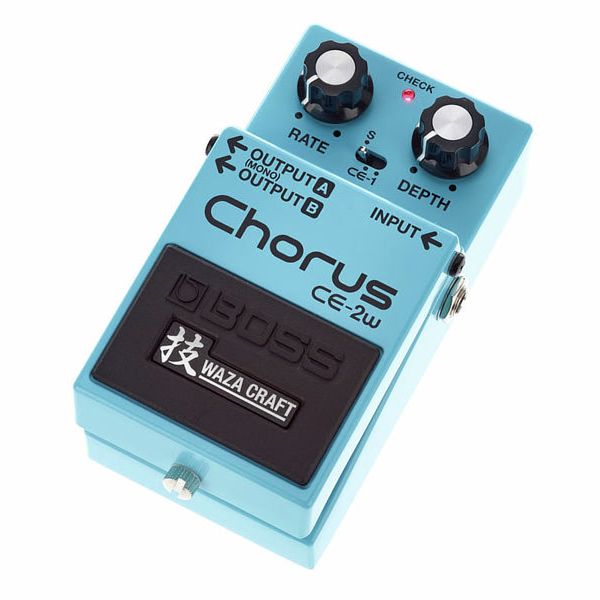 CHECK
RATE
S
CE-1
DEPTH
OUTPUT A
(MONO)
OUTPUT B
INPUT
Chorus
CE-2w
BOSS
技 WAZA CRAFT